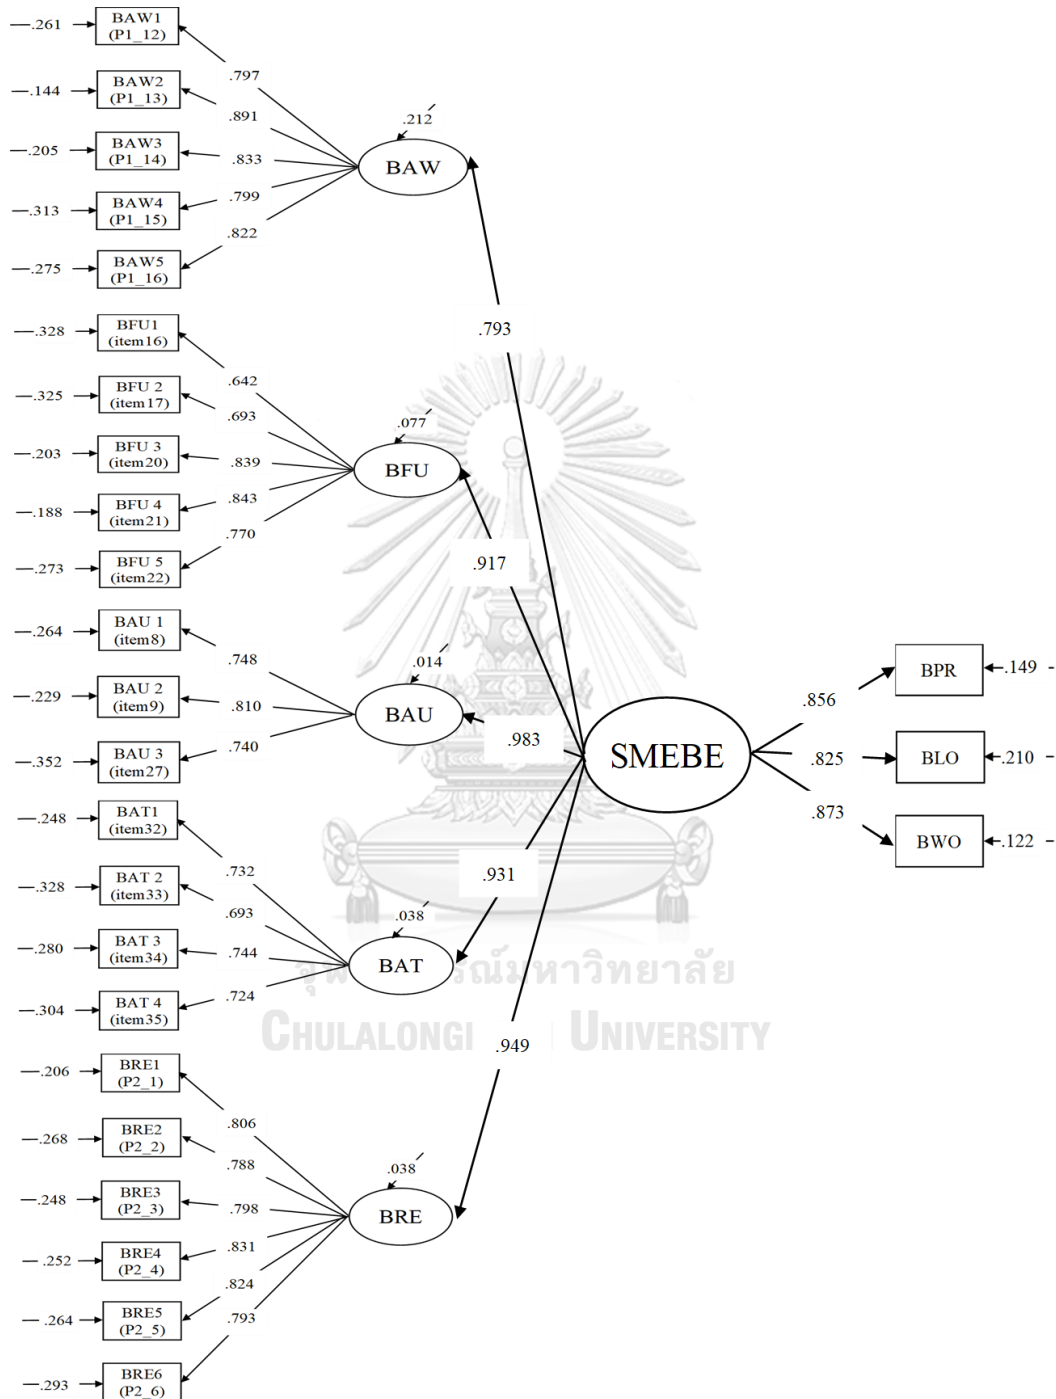 .261
BAW1
(P1_12)
.797
.144
BAW2
(P1_13)
.891
.212
.205
BAW3
(P1_14)
.833
BAW
.313
BAW4
(P1_15)
.799
.275
BAW5
(P1_16)
.822
.793
.328
BFU1
(item16)
.642
.325
BFU 2
(item17)
.693
.077
.203
BFU 3
(item20)
.839
BFU
.188
BFU 4
(item21)
.843
.273
BFU 5
(item22)
.770
.917
.264
BAU 1
(item8)
.748
.014
.229
BAU 2
(item9)
.810
BAU
.352
BAU 3
(item27)
.740
.983
SMEBE
.856
BPR
.149
.825
BLO
.210
.873
BWO
.122
.248
BAT1
(item32)
.732
.328
BAT 2
(item33)
.693
.931
.038
.280
BAT 3
(item34)
.744
BAT
.304
BAT 4
(item35)
.724
จุฬ รณ์มหาวิทยาลัย
CHULALONG UNIVERSITY
.949
.206
BRE1
(P2_1)
.806
.268
BRE2
(P2_2)
.788
.038
.248
BRE3
(P2_3)
.798
BRE
.252
BRE4
(P2_4)
.831
.264
BRE5
(P2_5)
.824
.293
BRE6
(P2_6)
.793